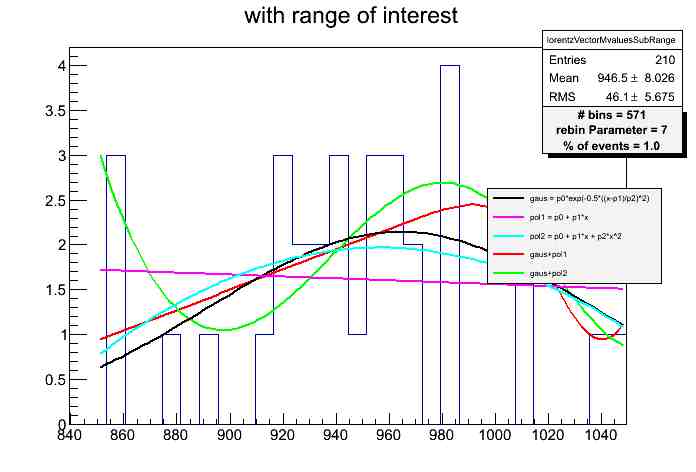 with range of interest
lorentzVectorMvaluesSubRange
Entries 210
Mean 946.5 ± 8.026
RMS 46.1 ± 5.675
# bins = 571
rebin Parameter = 7
% of events = 1.0
gaus = p0*exp(-0.5*((x-p1)/p2)^2)
pol1 = p0 + p1*x
pol2 = p0 + p1*x + p2*x^2
gaus+pol1
gaus+pol2
4
3.5
3
2.5
2
1.5
1
0.5
0
840 860 880 900 920 940 960 980 1000 1020 1040